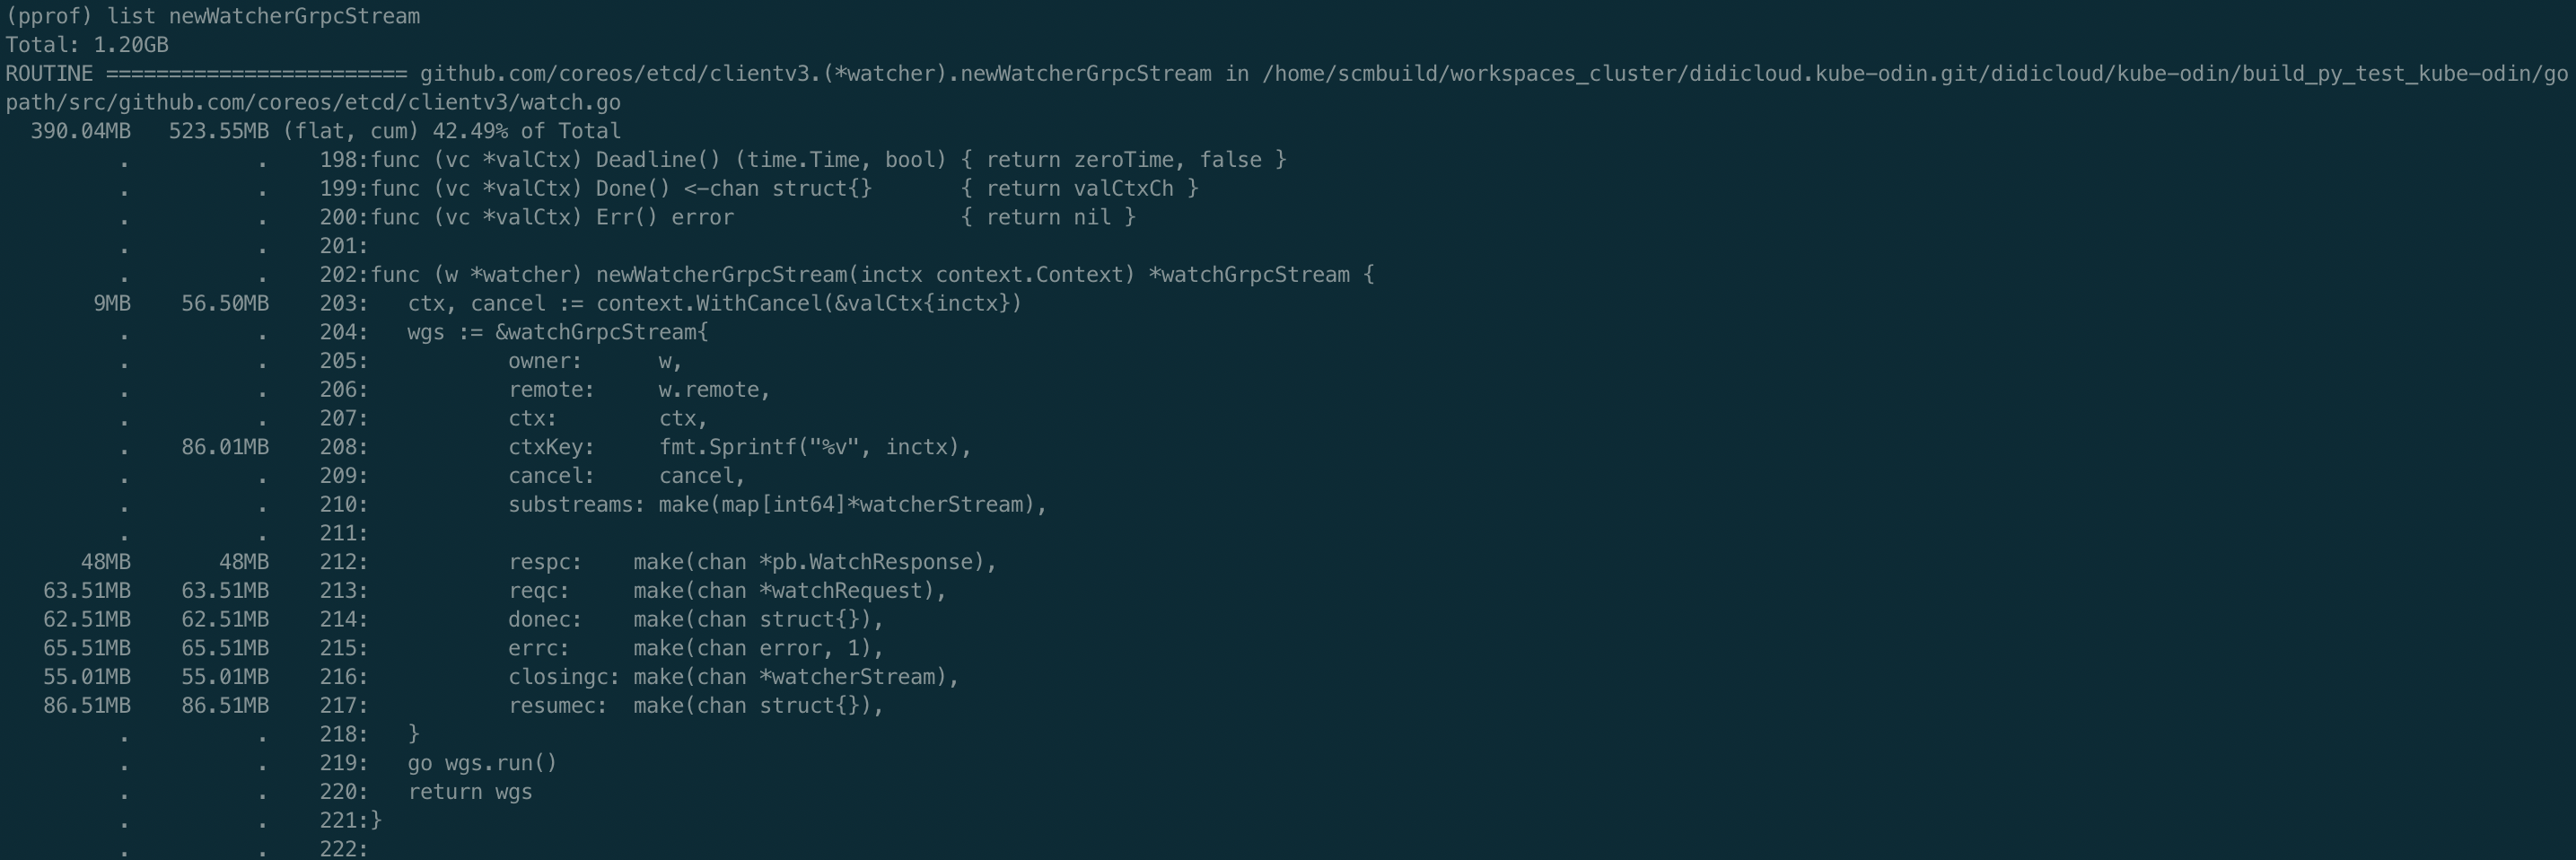 (pprof) list newWatcherGrpcStream
Total: 1.20GB
ROUTINE ======================== github.com/coreos/etcd/clientv3.(*watcher).newWatcherGrpcStream in /home/scmbuild/workspaces_cluster/didicloud.kube-odin.git/didicloud/kube-odin/build_py_test_kube-odin/go
path/src/github.com/coreos/etcd/clientv3/watch.go
  390.04MB   523.55MB (flat, cum) 42.49% of Total
         .          .    198:func (vc *valCtx) Deadline() (time.Time, bool) { return zeroTime, false }
         .          .    199:func (vc *valCtx) Done() <-chan struct{}       { return valCtxCh }
         .          .    200:func (vc *valCtx) Err() error                  { return nil }
         .          .    201:
         .          .    202:func (w *watcher) newWatcherGrpcStream(inctx context.Context) *watchGrpcStream {
       9MB    56.50MB    203:   ctx, cancel := context.WithCancel(&valCtx{inctx})
         .          .    204:   wgs := &watchGrpcStream{
         .          .    205:           owner:      w,
         .          .    206:           remote:     w.remote,
         .          .    207:           ctx:        ctx,
         .    86.01MB    208:           ctxKey:     fmt.Sprintf("%v", inctx),
         .          .    209:           cancel:     cancel,
         .          .    210:           substreams: make(map[int64]*watcherStream),
         .          .    211:
      48MB       48MB    212:           respc:    make(chan *pb.WatchResponse),
   63.51MB    63.51MB    213:           reqc:     make(chan *watchRequest),
   62.51MB    62.51MB    214:           donec:    make(chan struct{}),
   65.51MB    65.51MB    215:           errc:     make(chan error, 1),
   55.01MB    55.01MB    216:           closingc: make(chan *watcherStream),
   86.51MB    86.51MB    217:           resumec:  make(chan struct{}),
         .          .    218:   }
         .          .    219:   go wgs.run()
         .          .    220:   return wgs
         .          .    221:}
         .          .    222: